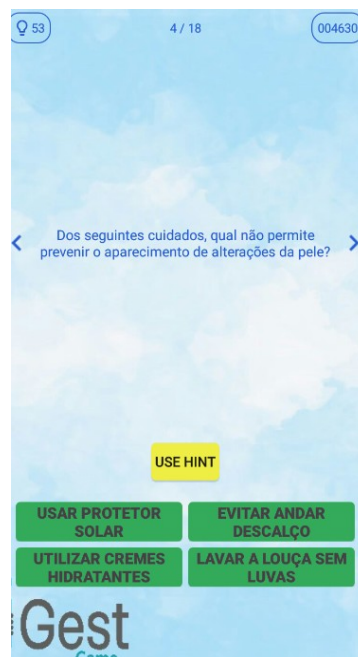 53
4 / 18
004630
Dos seguintes cuidados, qual não permite
prevenir o aparecimento de alterações da pele?
USE HINT
USAR PROTETOR
SOLAR
EVITAR ANDAR
DESCALÇO
UTILIZAR CREMES
HIDRATANTES
LAVAR A LOUÇA SEM
LUVAS
Gest
Game